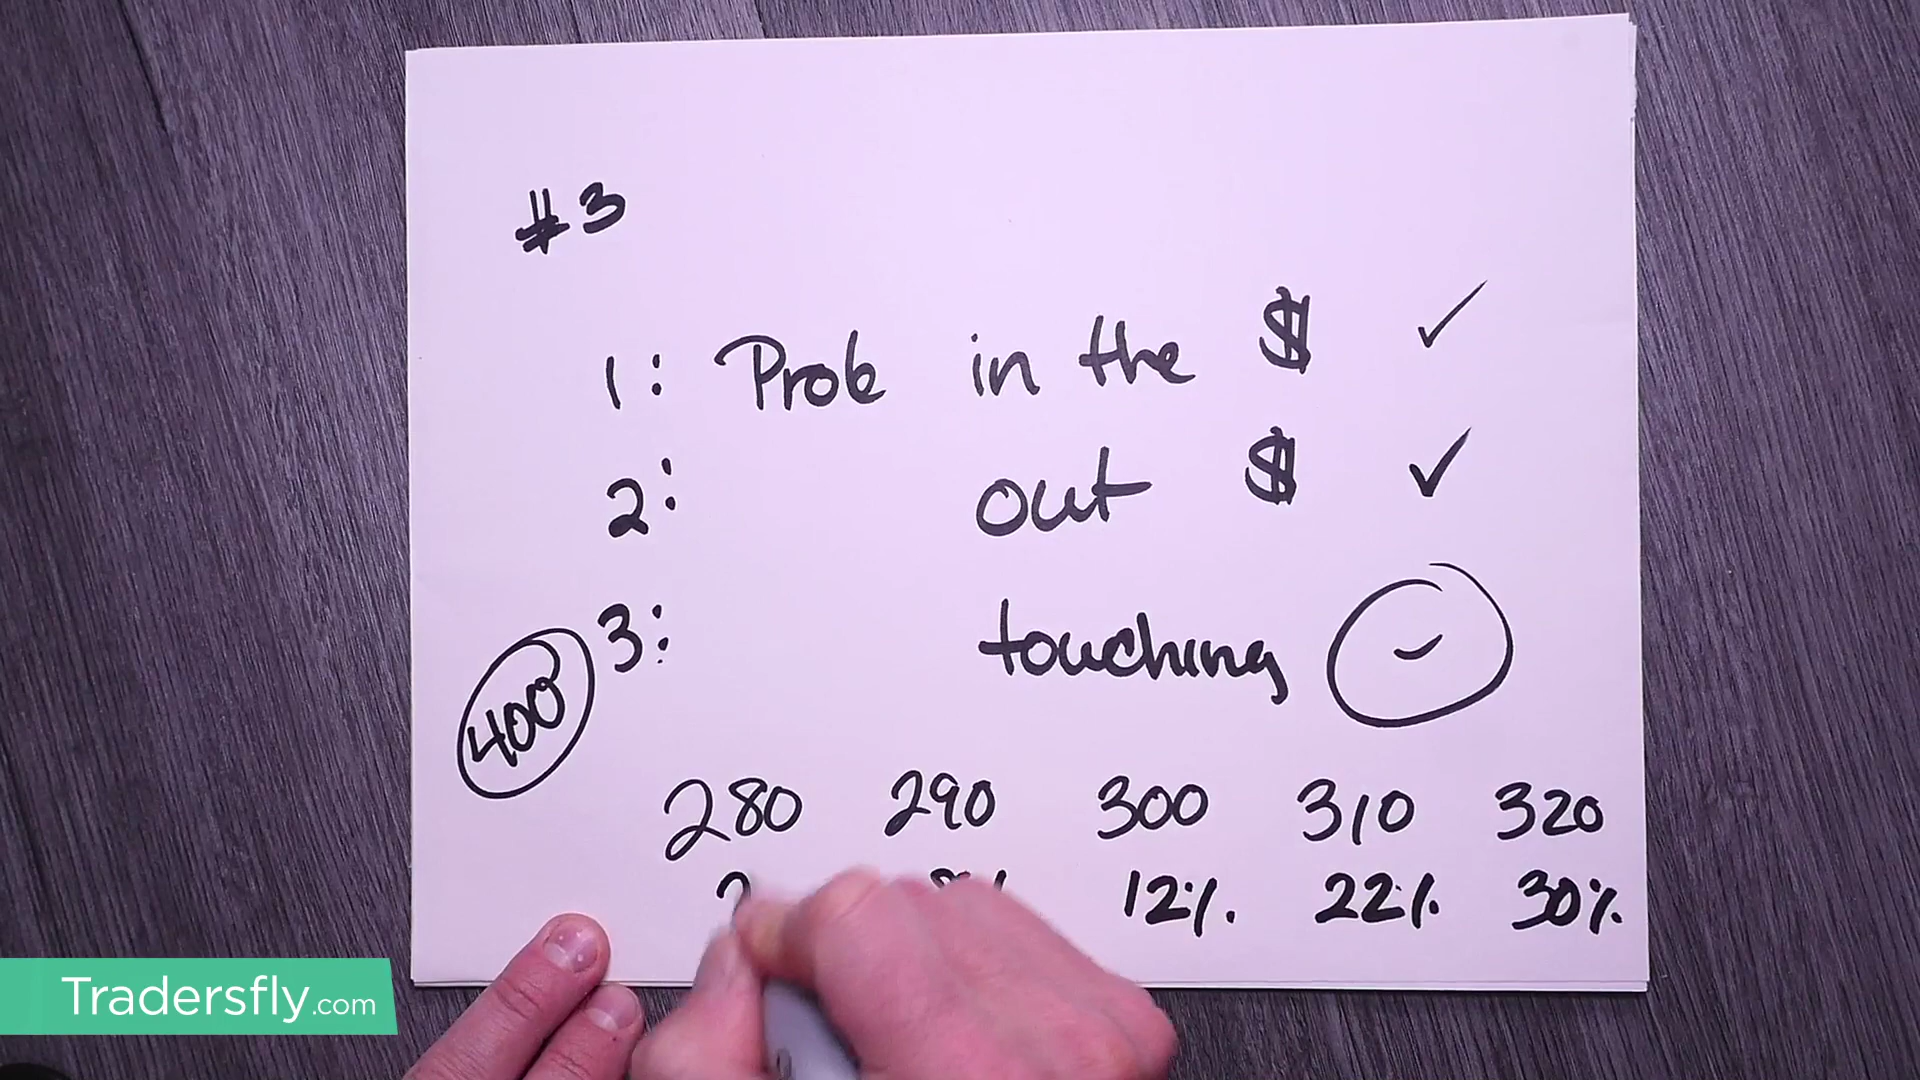 #3
1: Prob in the $ ✓
2: out $ ✓
3: touching
400
280 290 300 310 320
12% 22% 30%
Tradersfly.com